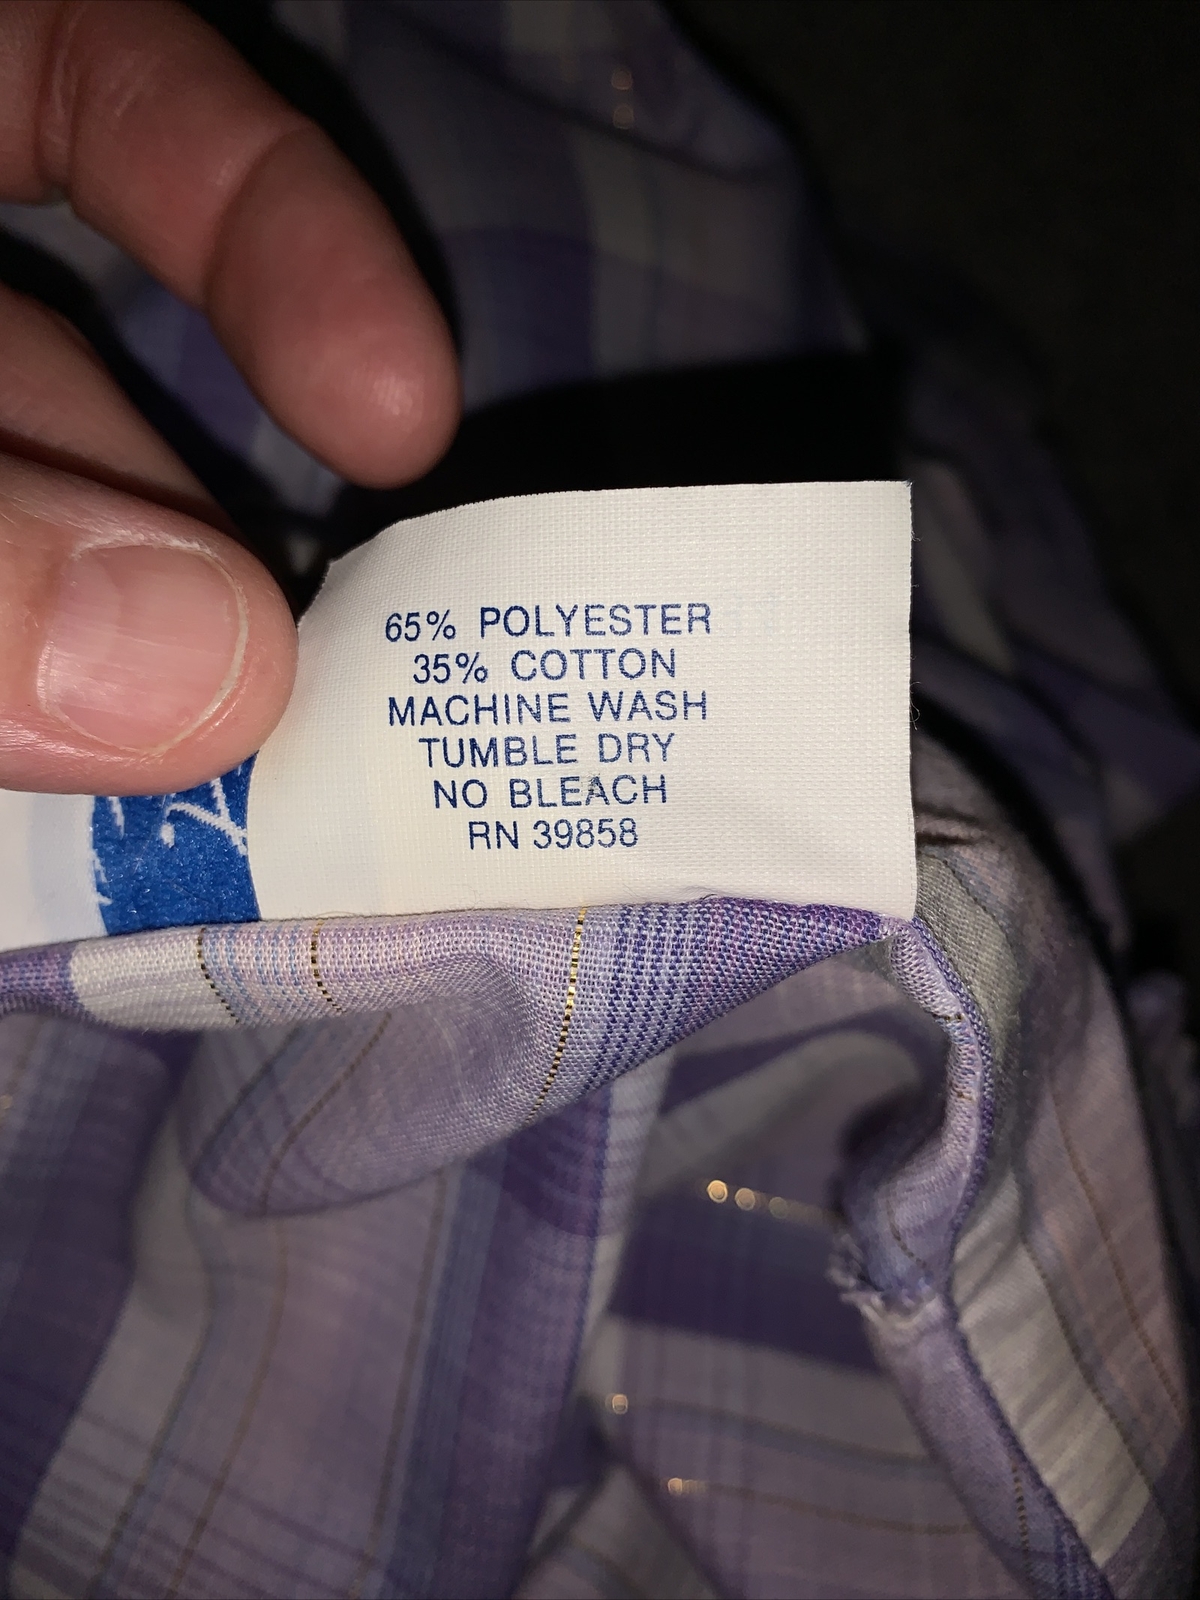 65% POLYESTER
35% COTTON
MACHINE WASH
TUMBLE DRY
NO BLEACH
RN 39858